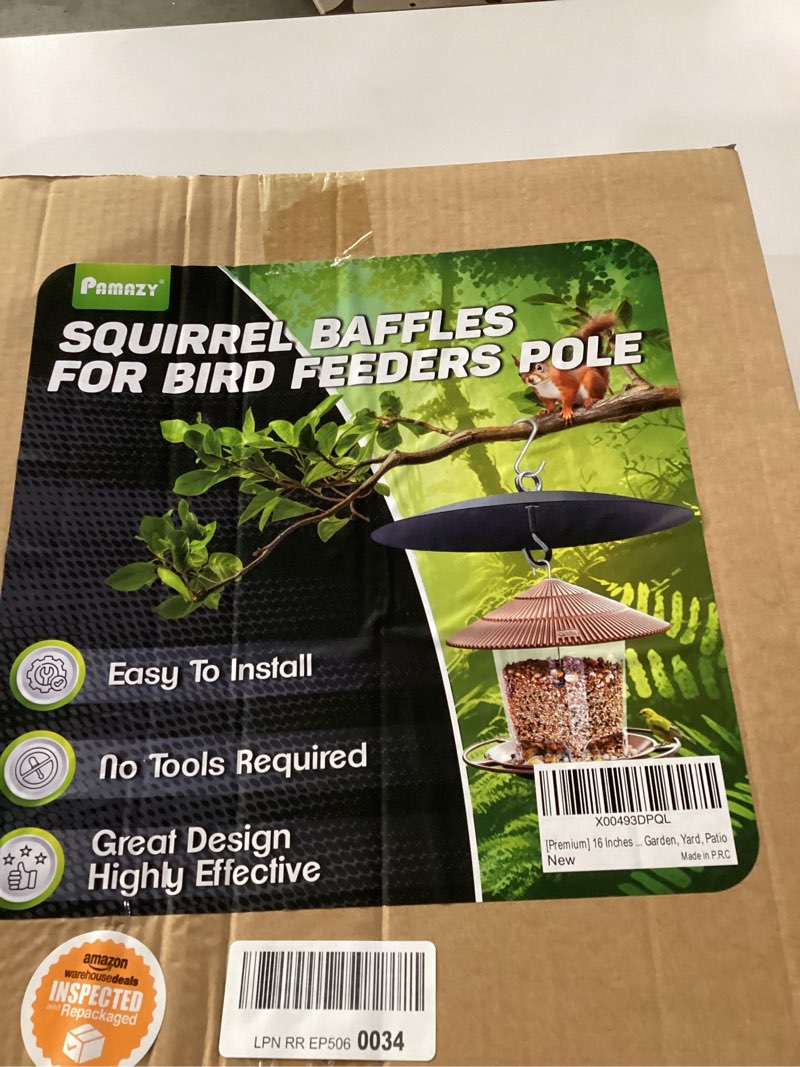 PAMAZY®
SQUIRREL BAFFLES
FOR BIRD FEEDERS POLE
Easy To Install
No Tools Required
Great Design
Highly Effective
X00493DPQL
[Premium] 16 Inches ... Garden, Yard, Patio
New
Made in P.R.C
amazon
warehousedeals
INSPECTED
and Repackaged
LPN RR EP506 0034